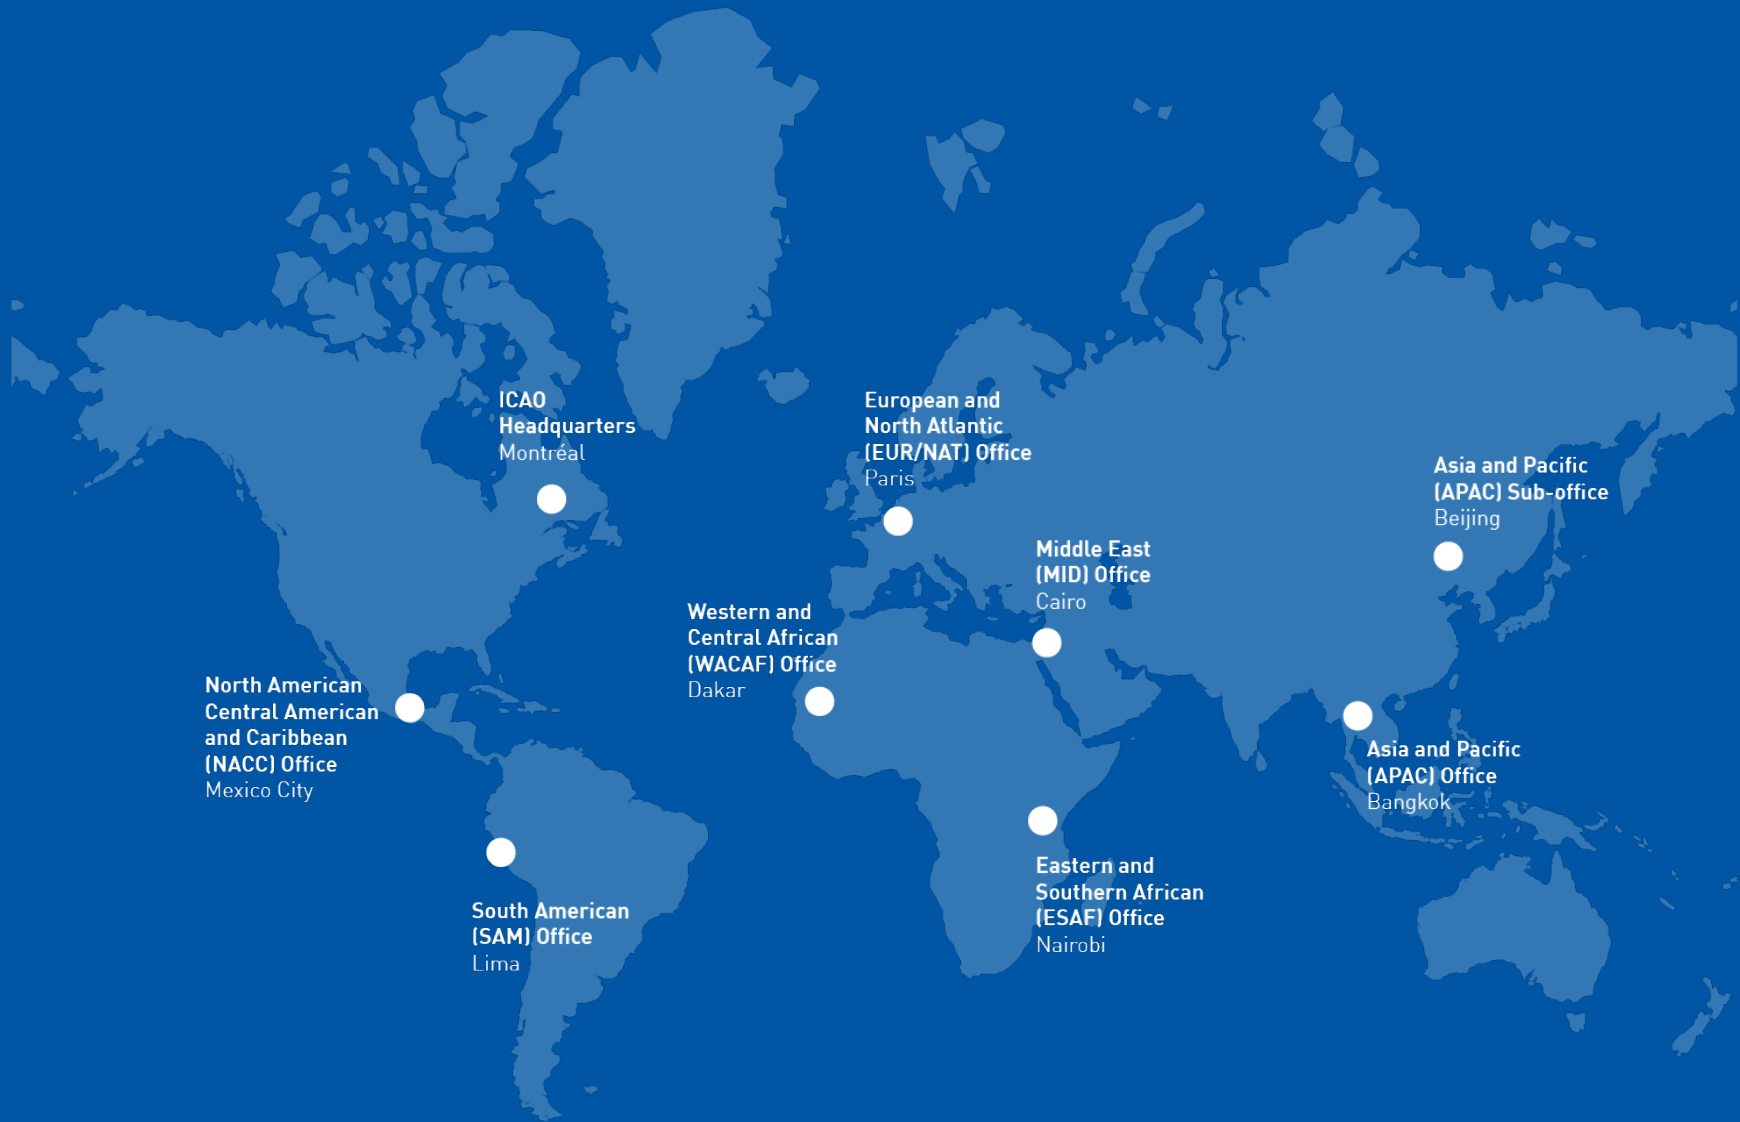 ICAO
Headquarters
Montréal
European and
North Atlantic
(EUR/NAT) Office
Paris
Asia and Pacific
(APAC) Sub-office
Beijing
Middle East
(MID) Office
Cairo
Western and
Central African
(WACAF) Office
Dakar
North American
Central American
and Caribbean
(NACC) Office
Mexico City
Asia and Pacific
(APAC) Office
Bangkok
Eastern and
Southern African
(ESAF) Office
Nairobi
South American
(SAM) Office
Lima